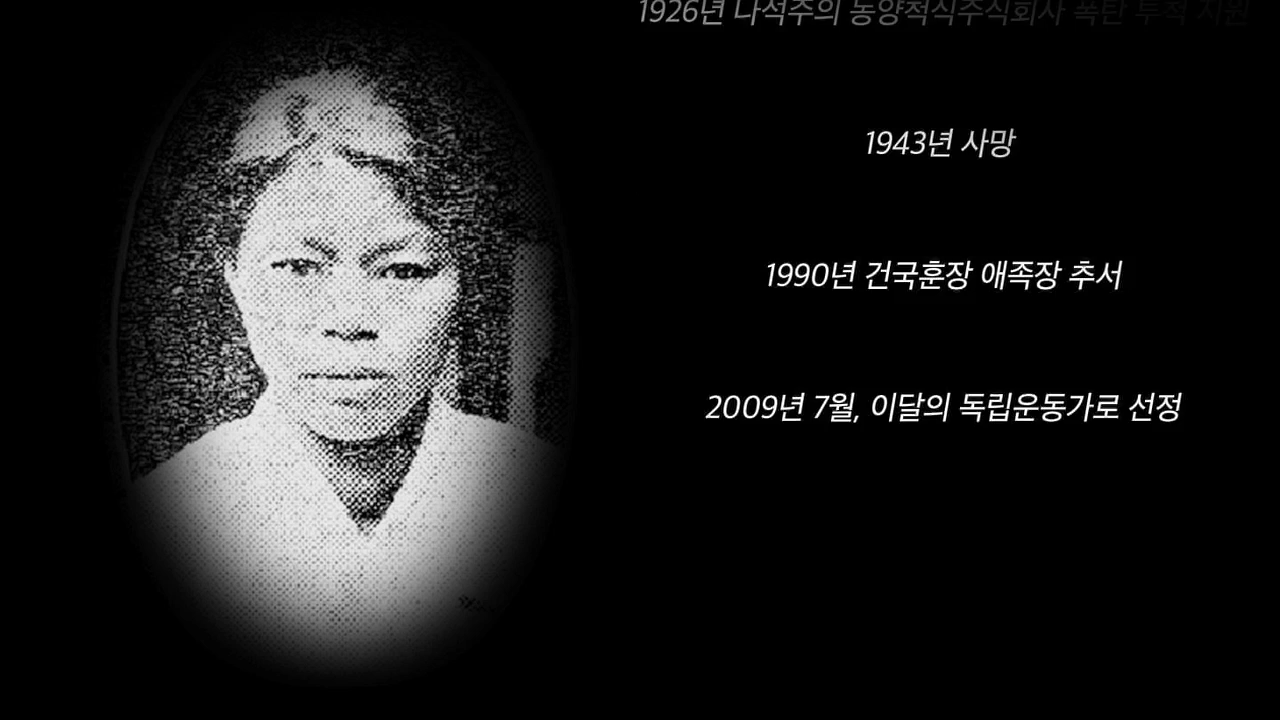 1926년 나석주의 동양척식주식회사 폭탄 투척 지원
1943년 사망
1990년 건국훈장 애족장 추서
2009년 7월, 이달의 독립운동가로 선정